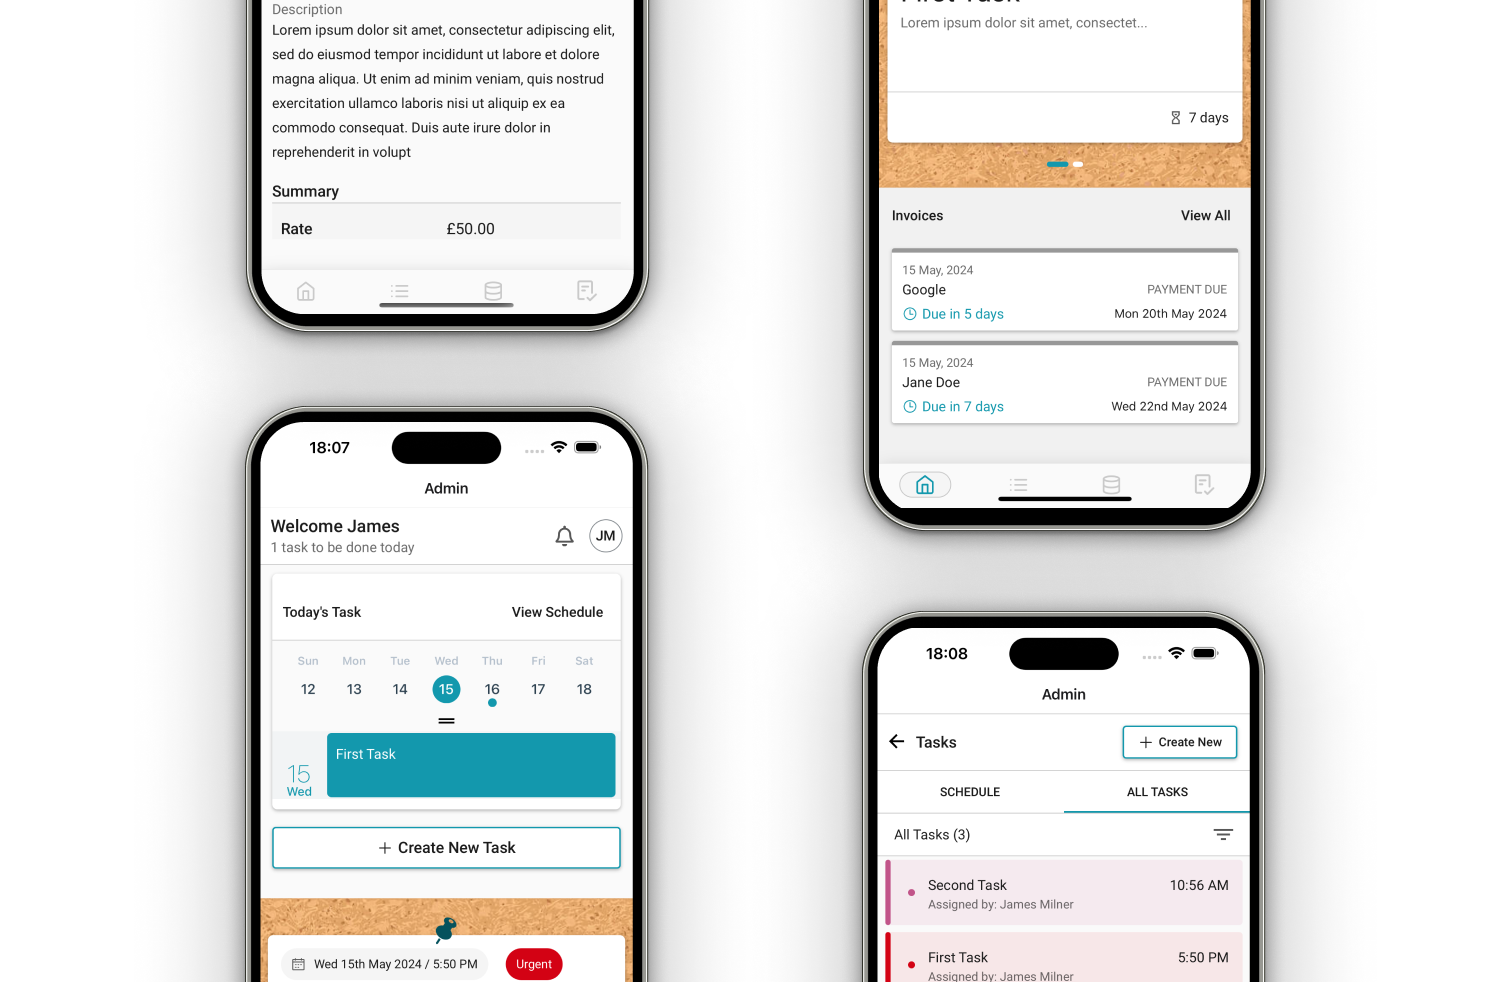 Description
Lorem ipsum dolor sit amet, consectetur adipiscing elit,
sed do eiusmod tempor incididunt ut labore et dolore
magna aliqua. Ut enim ad minim veniam, quis nostrud
exercitation ullamco laboris nisi ut aliquip ex ea
commodo consequat. Duis aute irure dolor in
reprehenderit in volupt
Summary
Rate £50.00
18:07
Admin
Welcome James
1 task to be done today
JM
Today's Task View Schedule
Sun Mon Tue Wed Thu Fri Sat
12 13 14 15 16 17 18
First Task
15
Wed
+ Create New Task
Wed 15th May 2024 / 5:50 PM Urgent
First Task
Lorem ipsum dolor sit amet, consectet...
7 days
Invoices View All
15 May, 2024
Google PAYMENT DUE
Due in 5 days Mon 20th May 2024
15 May, 2024
Jane Doe PAYMENT DUE
Due in 7 days Wed 22nd May 2024
18:08
Admin
Tasks + Create New
SCHEDULE ALL TASKS
All Tasks (3)
Second Task 10:56 AM
Assigned by: James Milner
First Task 5:50 PM
Assigned by: James Milner